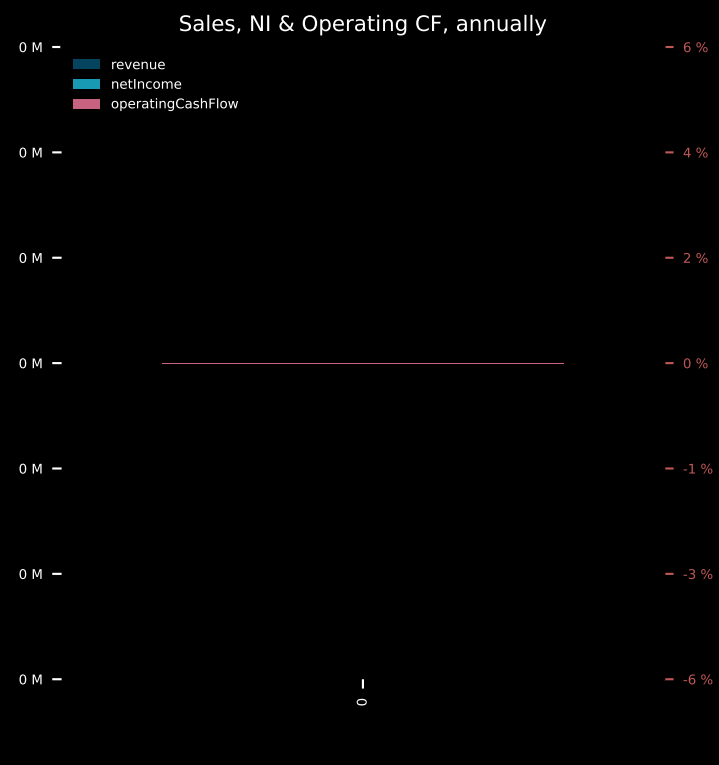 Sales, NI & Operating CF, annually
0 M
6 %
revenue
netIncome
operatingCashFlow
0 M
4 %
0 M
2 %
0 M
0 %
0 M
-1 %
0 M
-3 %
0 M
-6 %
0